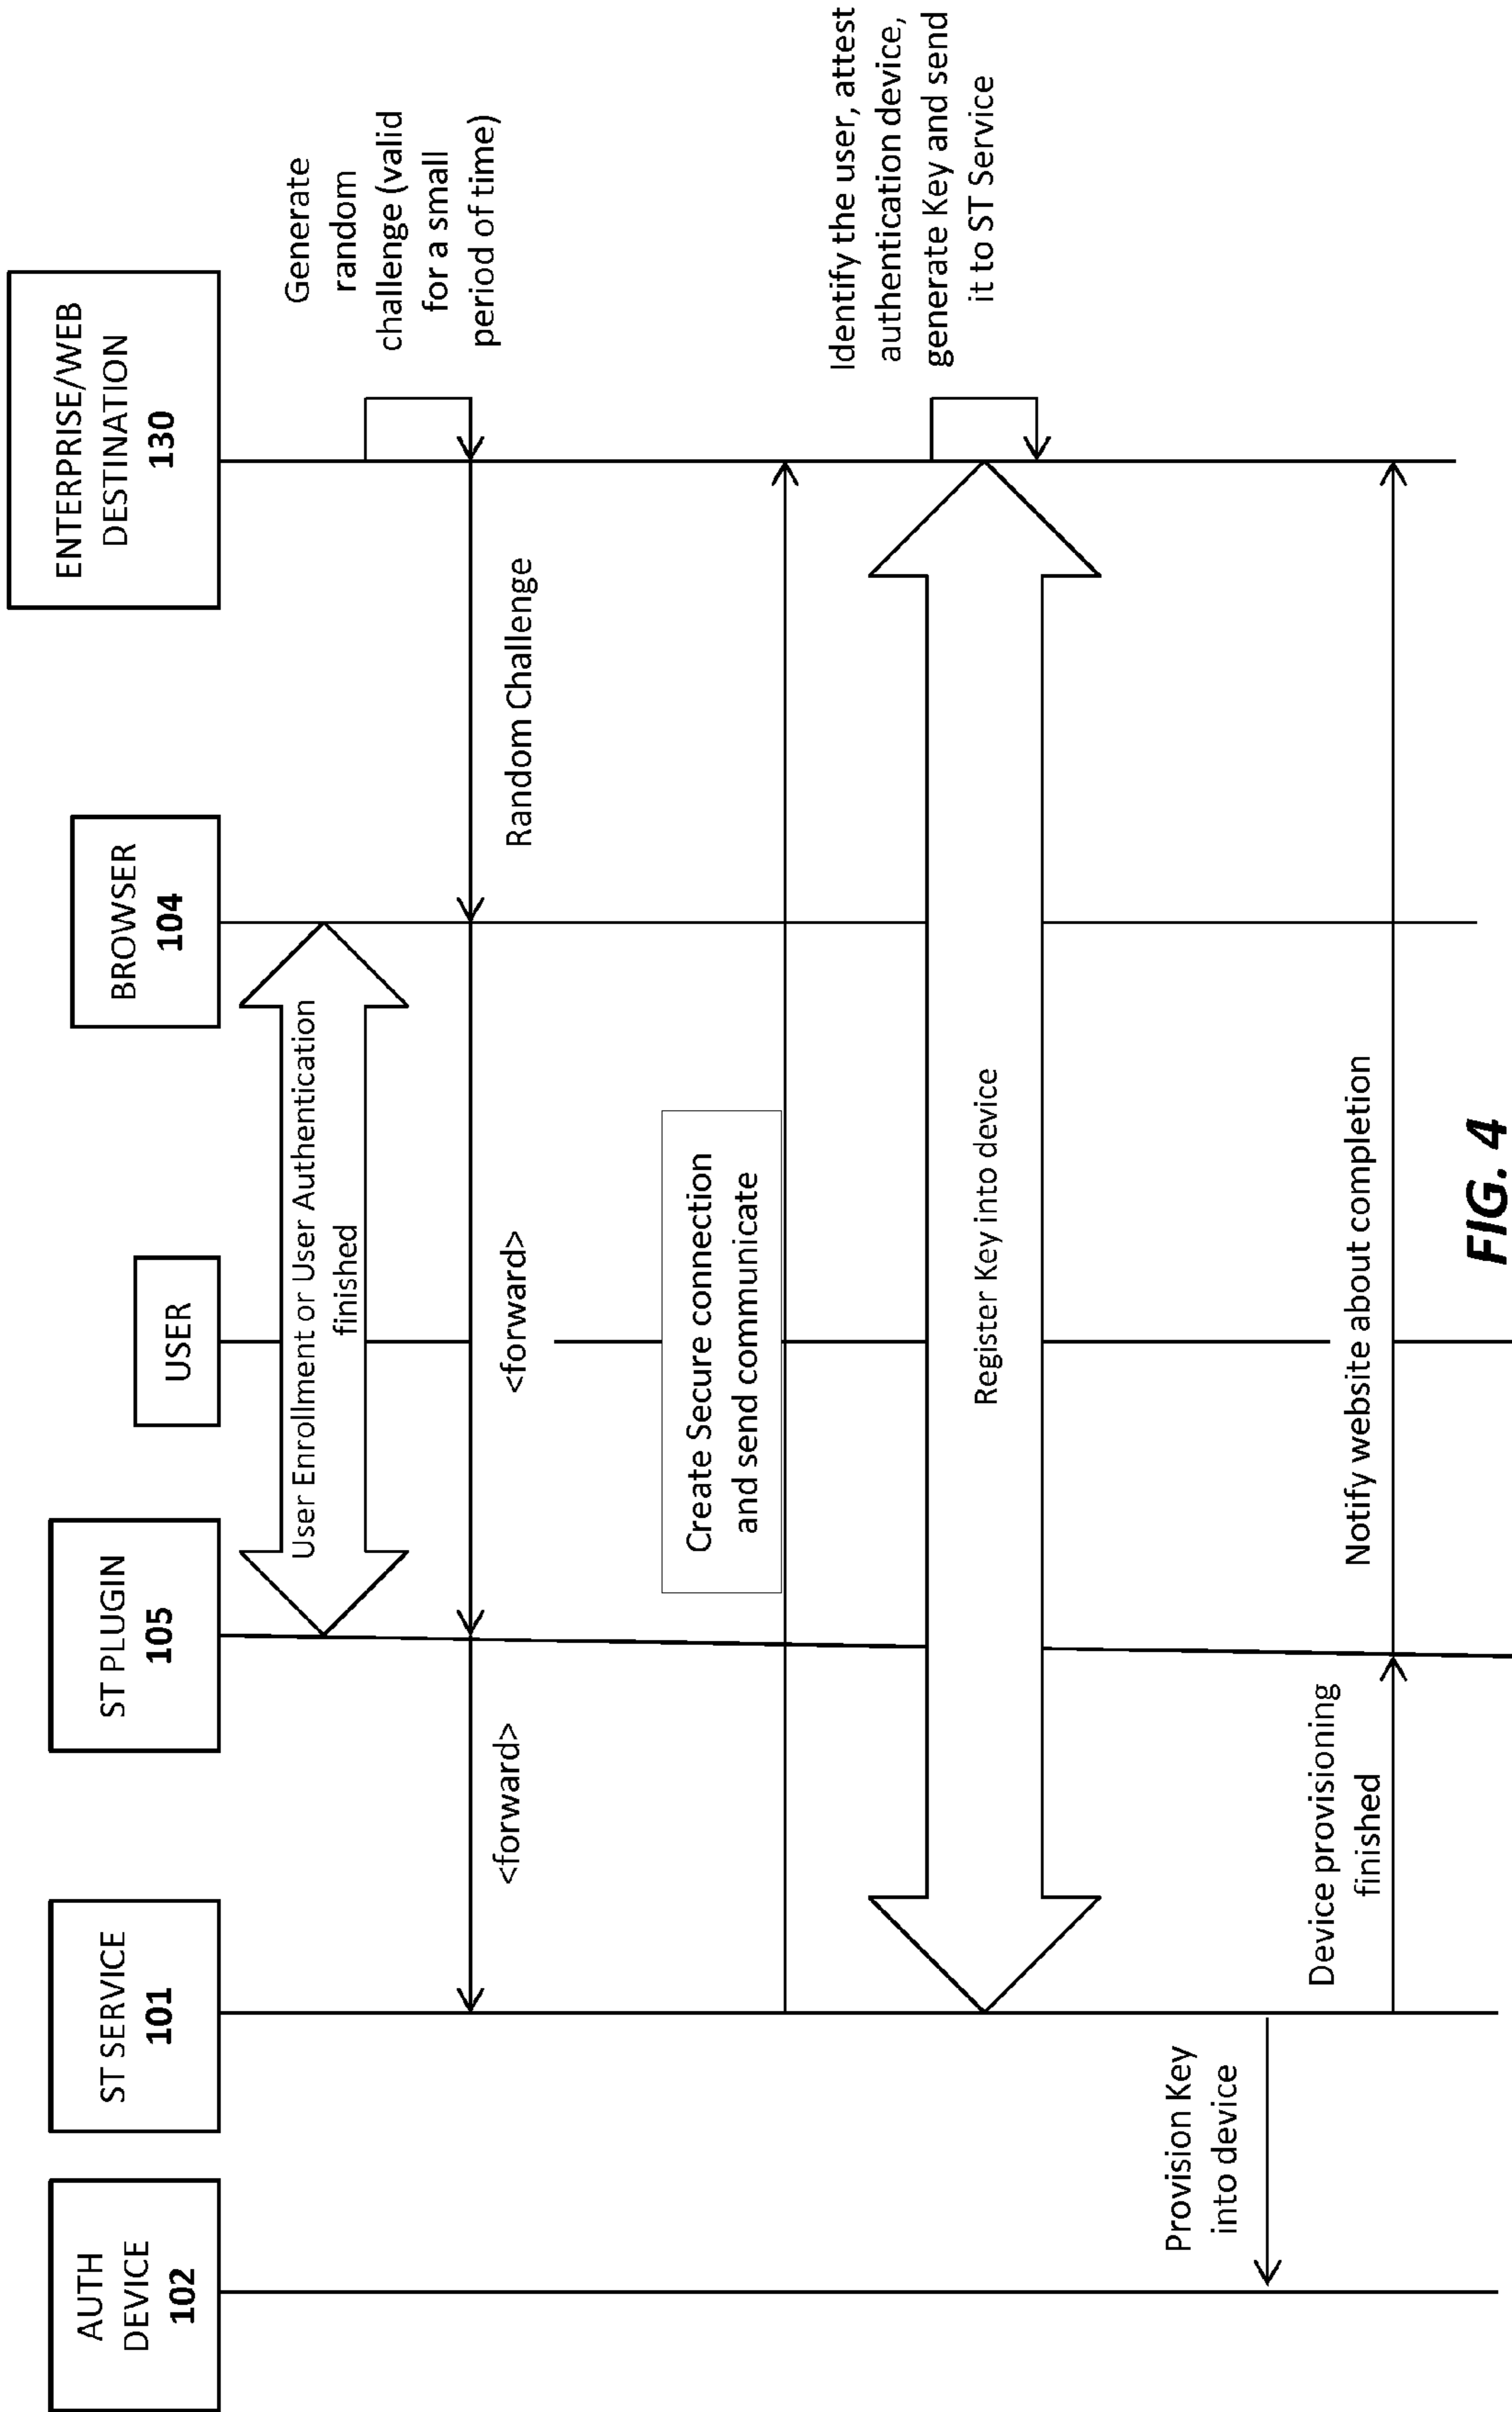 AUTH
DEVICE
102
ST SERVICE
101
ST PLUGIN
105
USER
BROWSER
104
ENTERPRISE/WEB
DESTINATION
130
User Enrollment or User Authentication
finished
Generate
random
challenge (valid
for a small
period of time)
Random Challenge
<forward>
<forward>
Create Secure connection
and send communicate
Identify the user, attest
authentication device,
generate Key and send
it to ST Service
Register Key into device
Provision Key
into device
Device provisioning
finished
Notify website about completion
FIG. 4